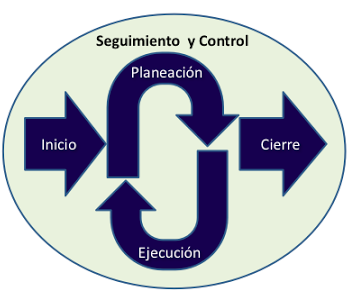 Seguimiento y Control
Planeación
Inicio
Cierre
Ejecución